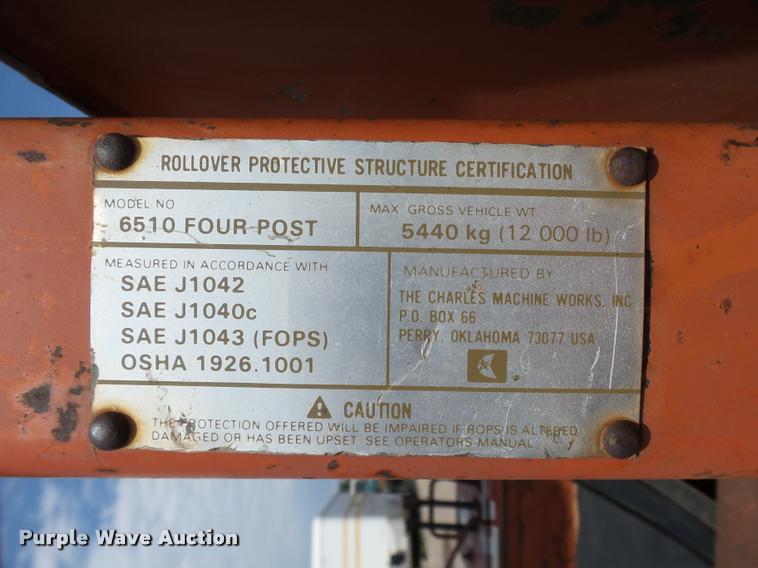 ROLLOVER PROTECTIVE STRUCTURE CERTIFICATION
MODEL NO
6510 FOUR POST
MAX GROSS VEHICLE WT
5440 kg (12 000 lb)
MEASURED IN ACCORDANCE WITH
SAE J1042
SAE J1040c
SAE J1043 (FOPS)
OSHA 1926.1001
MANUFACTURED BY
THE CHARLES MACHINE WORKS, INC.
P.O. BOX 66
PERRY, OKLAHOMA 73077 USA
CAUTION
THE PROTECTION OFFERED WILL BE IMPAIRED IF ROPS IS ALTERED
DAMAGED OR HAS BEEN UPSET SEE OPERATORS MANUAL
Purple Wave Auction